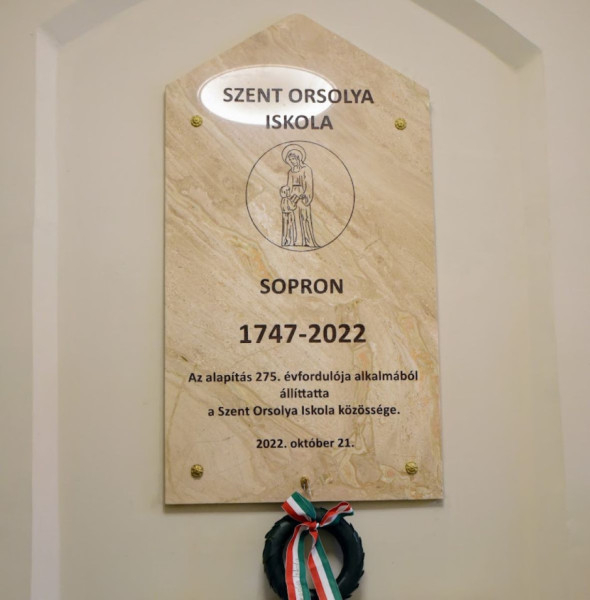 SZENT ORSOLYA
ISKOLA
SOPRON
1747-2022
Az alapítás 275. évfordulója alkalmából
állíttatta
a Szent Orsolya Iskola közössége.
2022. október 21.